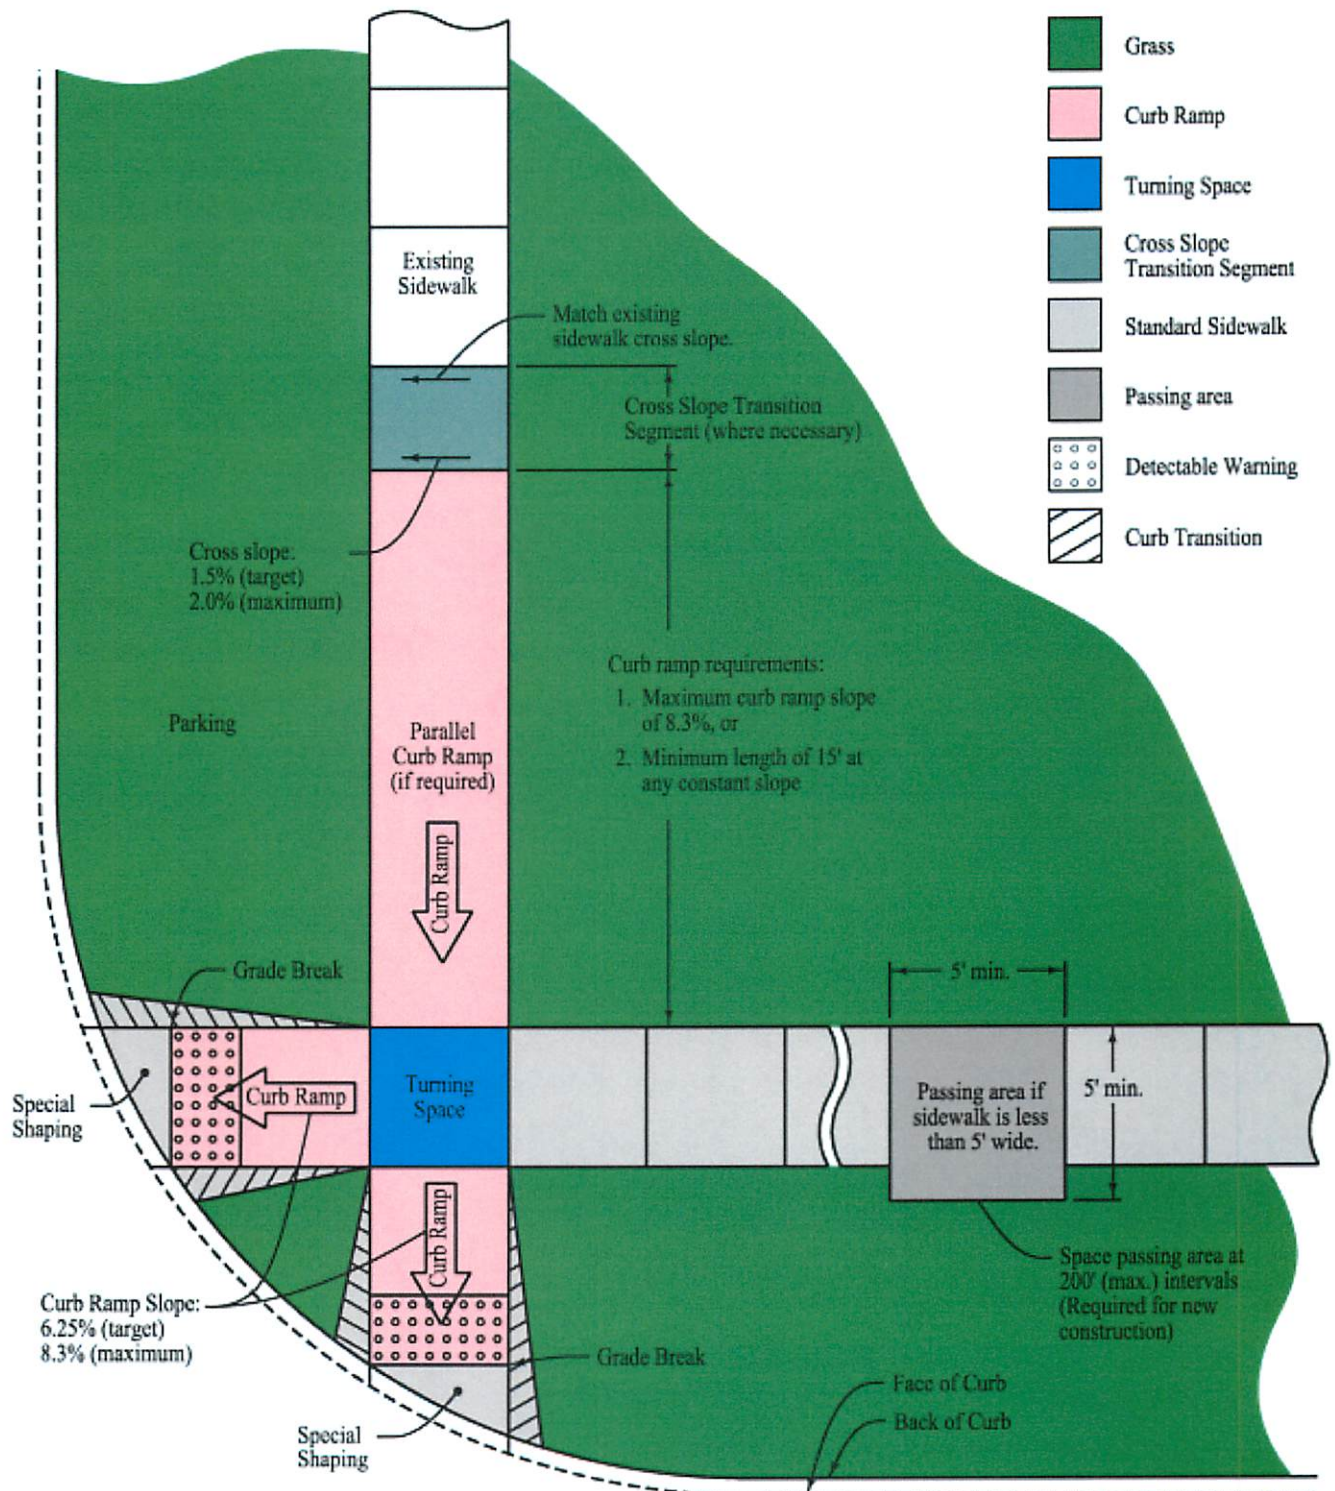 Grass
Curb Ramp
Turning Space
Cross Slope
Transition Segment
Standard Sidewalk
Passing area
Detectable Warning
Curb Transition
Existing
Sidewalk
Match existing
sidewalk cross slope.
Cross Slope Transition
Segment (where necessary)
Cross slope:
1.5% (target)
2.0% (maximum)
Curb ramp requirements:
1. Maximum curb ramp slope
of 8.3%, or
2. Minimum length of 15' at
any constant slope
Parking
Parallel
Curb Ramp
(if required)
Curb Ramp
Grade Break
5' min.
Special
Shaping
Curb Ramp
Turning
Space
Passing area if
sidewalk is less
than 5' wide.
5' min.
Curb Ramp
Space passing area at
200' (max.) intervals
(Required for new
construction)
Curb Ramp Slope:
6.25% (target)
8.3% (maximum)
Grade Break
Face of Curb
Back of Curb
Special
Shaping